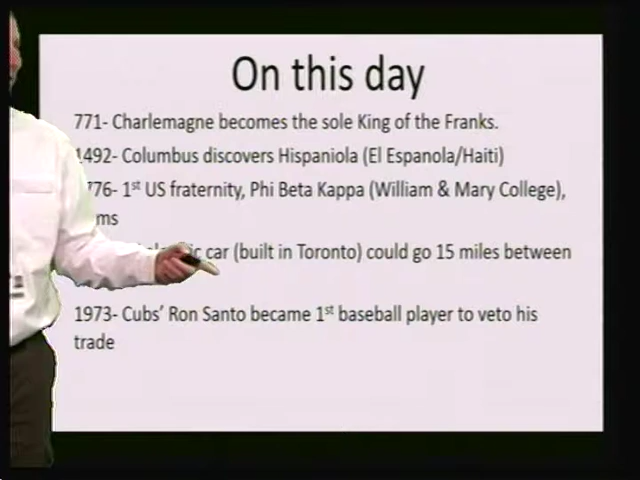 On this day
771- Charlemagne becomes the sole King of the Franks.
1492- Columbus discovers Hispaniola (El Espanola/Haiti)
776- 1st US fraternity, Phi Beta Kappa (William & Mary College),
ms
car (built in Toronto) could go 15 miles between
1973- Cubs' Ron Santo became 1st baseball player to veto his
trade